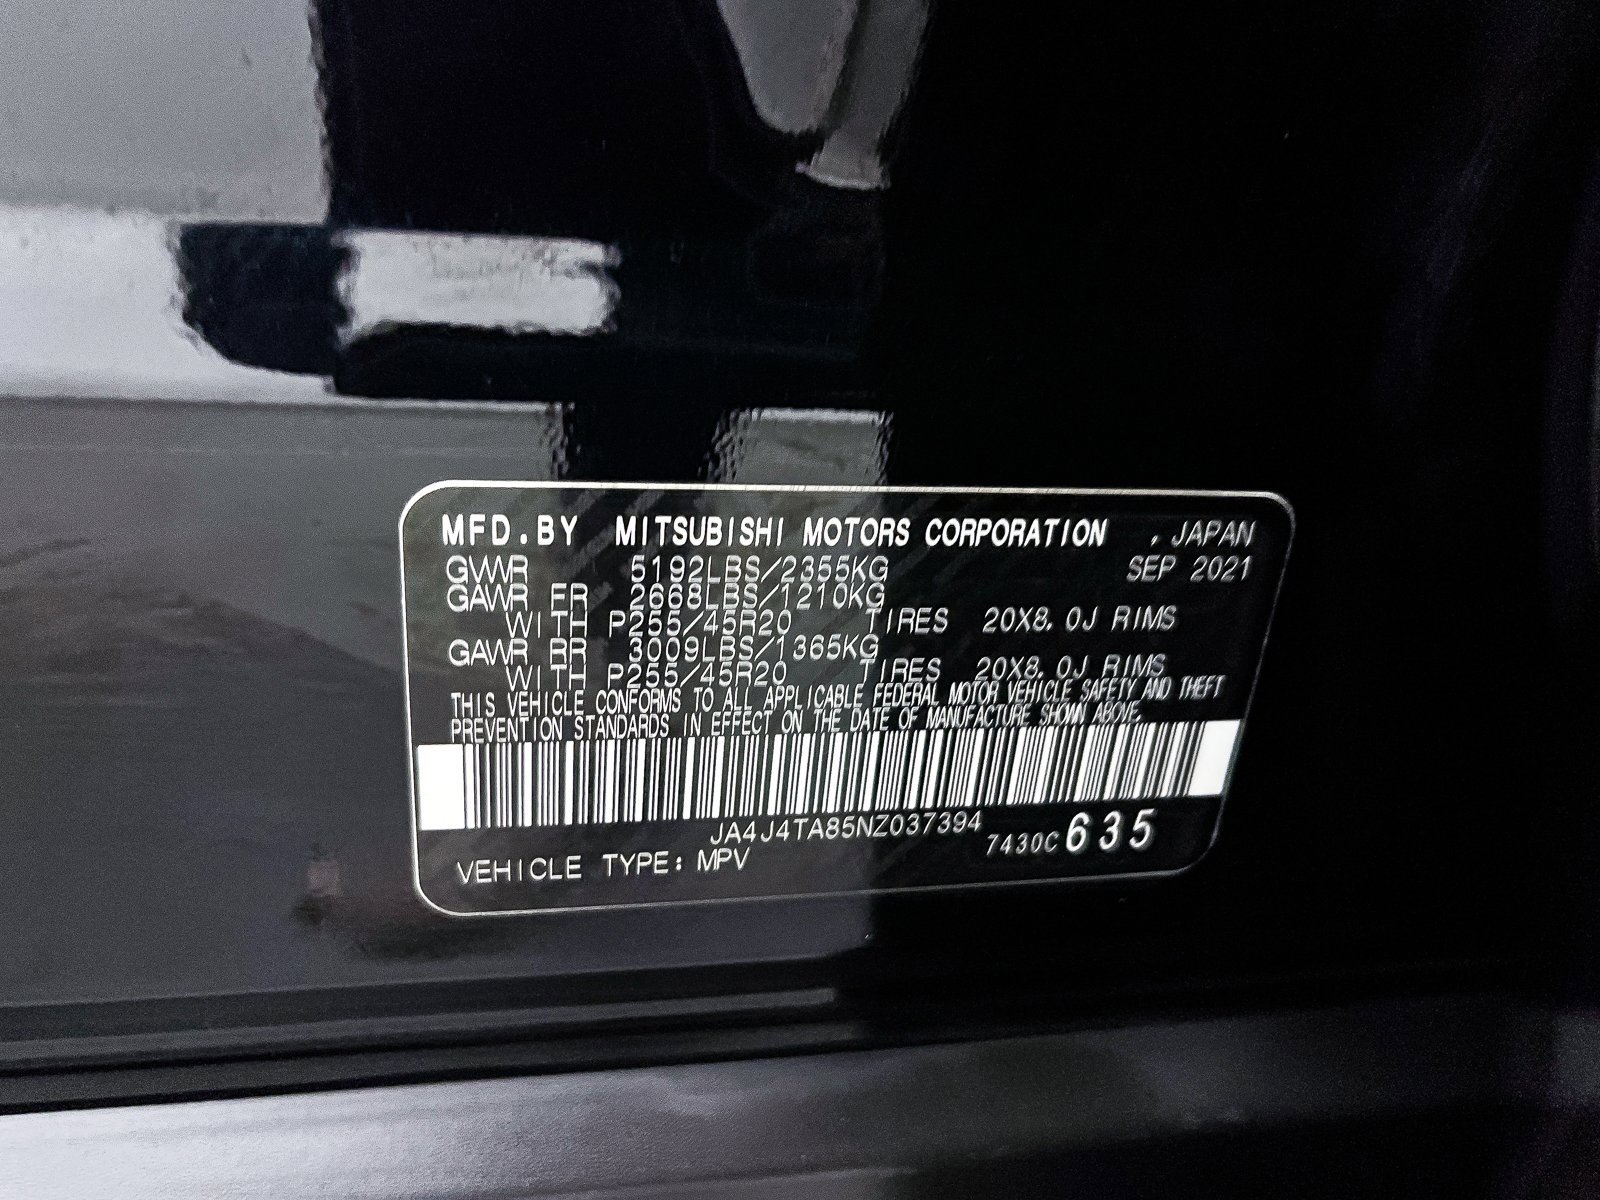 MFD.BY MITSUBISHI MOTORS CORPORATION , JAPAN
GVWR 5192LBS/2355KG SEP 2021
GAWR FR 2668LBS/1210KG
WITH P255/45R20 TIRES 20X8.0J RIMS
GAWR RR 3009LBS/1365KG
WITH P255/45R20 TIRES 20X8.0J RIMS
THIS VEHICLE CONFORMS TO ALL APPLICABLE FEDERAL MOTOR VEHICLE SAFETY AND THEFT
PREVENTION STANDARDS IN EFFECT ON THE DATE OF MANUFACTURE SHOWN ABOVE.
JA4J4TA85NZ037394
VEHICLE TYPE: MPV 7430C 635